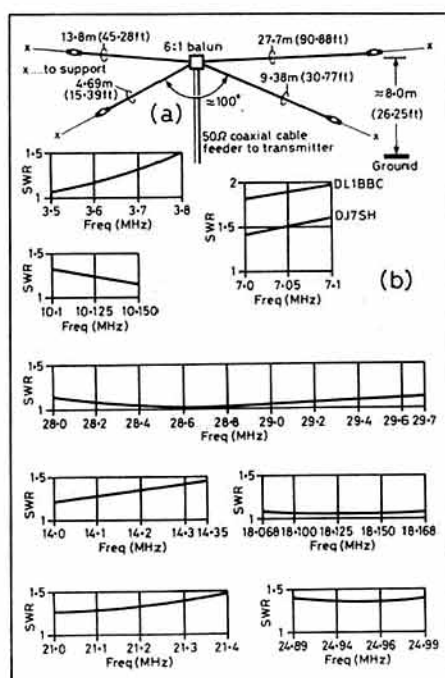 13·8m (45·28ft)
6:1 balun
27·7m (90·88ft)
x
x
x....to support
4·69m
(15·39ft)
9·38m (30·77ft)
≈8·0m
(26·25ft)
≈100°
x
x
(a)
50Ω coaxial cable
feeder to transmitter
Ground
SWR
1·5
1
3·5 3·6 3·7 3·8
Freq (MHz)
SWR
2
1·5
1
DL1BBC
DJ7SH
7·0 7·05 7·1
Freq (MHz)
(b)
SWR
1·5
1
10·1 10·125 10·150
Freq (MHz)
SWR
1·5
1
28·0 28·2 28·4 28·6 28·8 29·0 29·2 29·4 29·6 29·7
Freq (MHz)
SWR
1·5
1
14·0 14·1 14·2 14·3 14·35
Freq (MHz)
SWR
1·5
1
18·068 18·100 18·125 18·150 18·168
Freq (MHz)
SWR
1·5
1
21·0 21·1 21·2 21·3 21·4
Freq (MHz)
SWR
1·5
1
24·89 24·94 24·96 24·99
Freq (MHz)